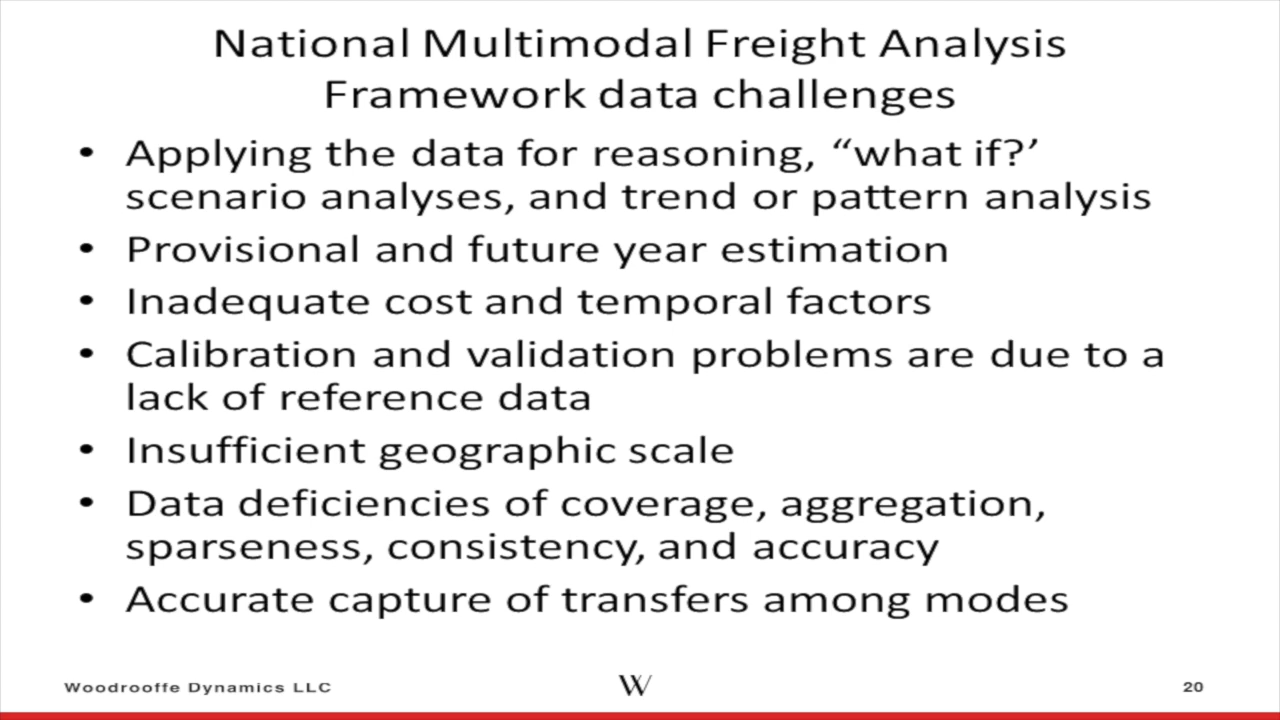 National Multimodal Freight Analysis
Framework data challenges
• Applying the data for reasoning, “what if?’
scenario analyses, and trend or pattern analysis
• Provisional and future year estimation
• Inadequate cost and temporal factors
• Calibration and validation problems are due to a
lack of reference data
• Insufficient geographic scale
• Data deficiencies of coverage, aggregation,
sparseness, consistency, and accuracy
• Accurate capture of transfers among modes
Woodrooffe Dynamics LLC
W
20